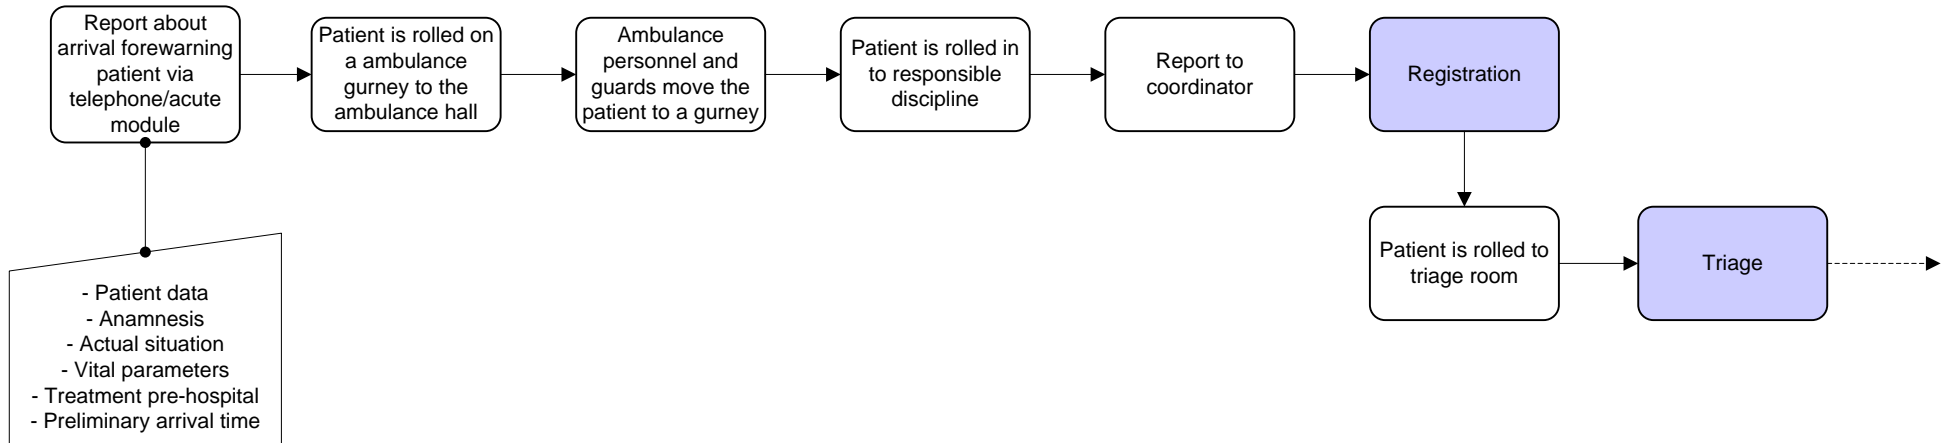 Report about
arrival forewarning
patient via
telephone/acute
module
Patient is rolled on
a ambulance
gurney to the
ambulance hall
Ambulance
personnel and
guards move the
patient to a gurney
Patient is rolled in
to responsible
discipline
Report to
coordinator
Registration
Patient is rolled to
triage room
Triage
- Patient data
- Anamnesis
- Actual situation
- Vital parameters
- Treatment pre-hospital
- Preliminary arrival time